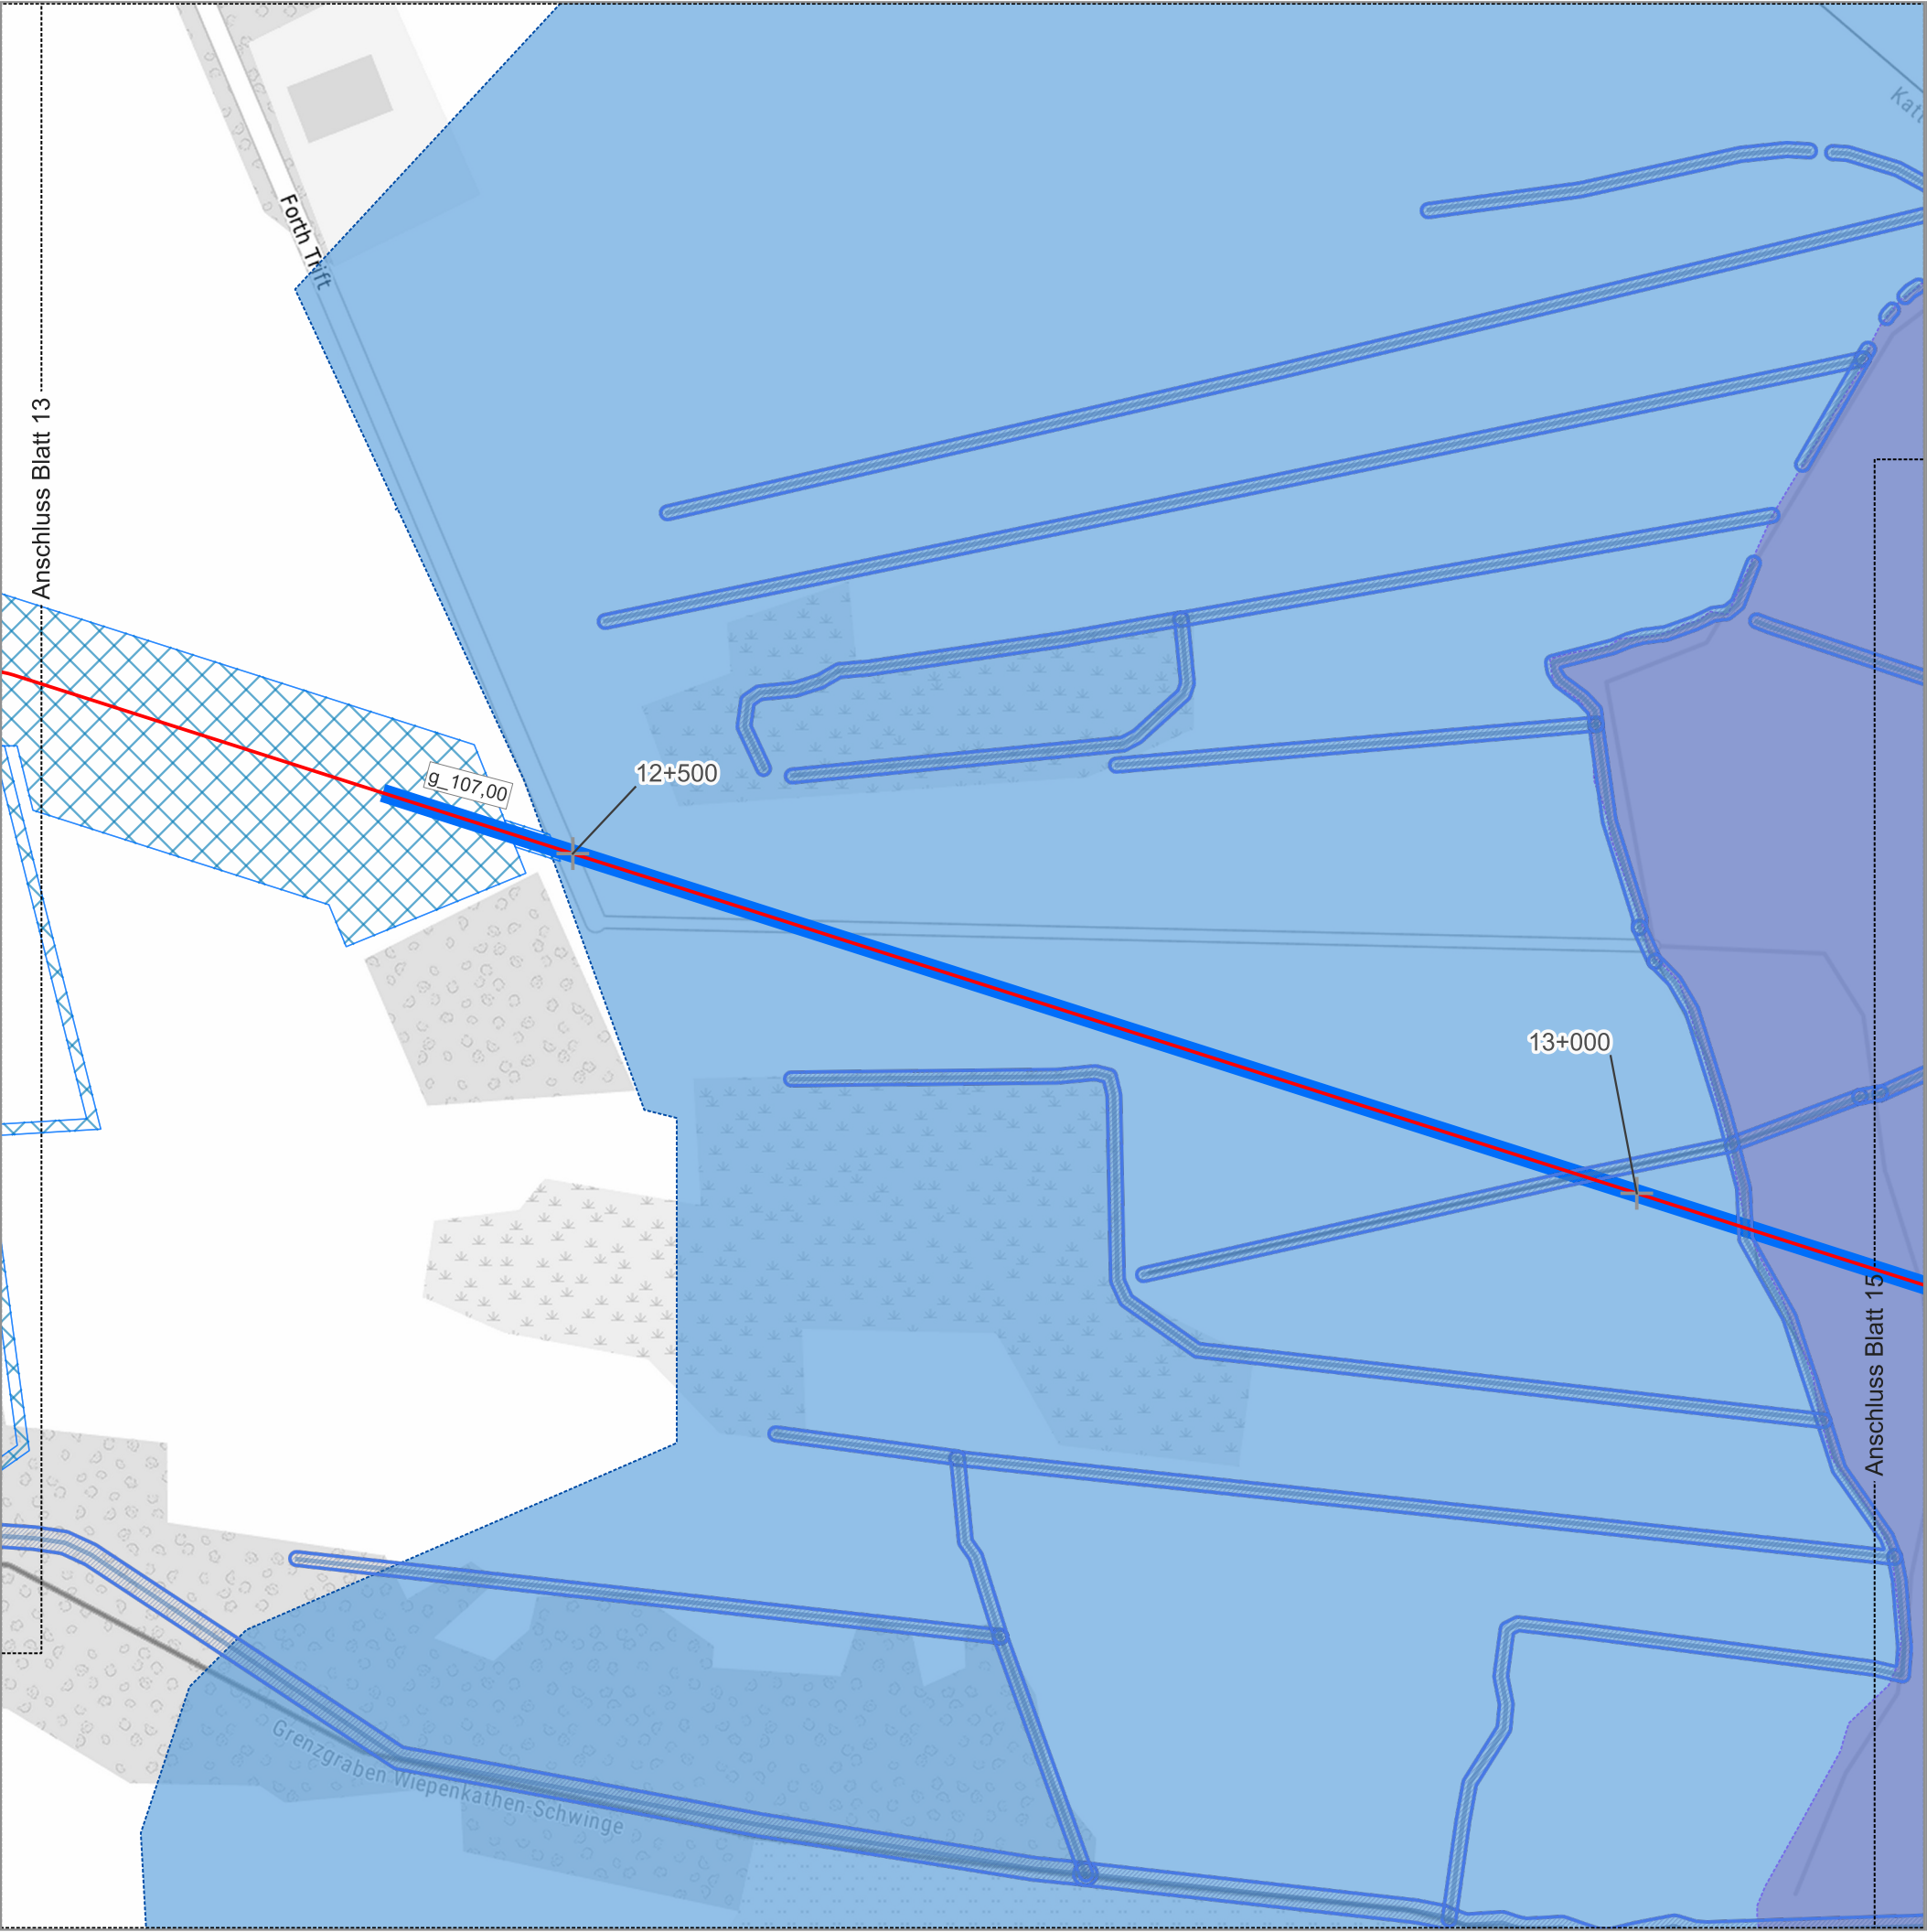 Forth Trift
Anschluss Blatt 13
g_107,00
12+500
13+000
Anschluss Blatt 15
Grenzgraben Wiepenkathen-Schwinge